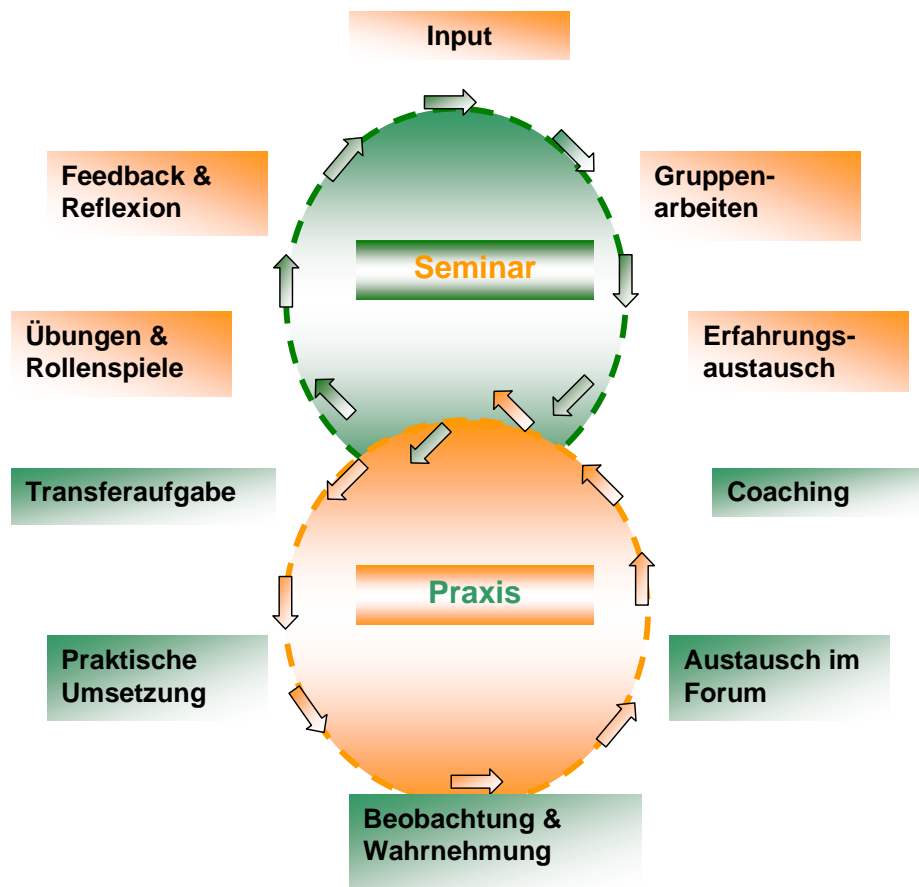 Input
Feedback &
Reflexion
Gruppen-
arbeiten
Seminar
Übungen &
Rollenspiele
Erfahrungs-
austausch
Transferaufgabe
Coaching
Praxis
Praktische
Umsetzung
Austausch im
Forum
Beobachtung &
Wahrnehmung